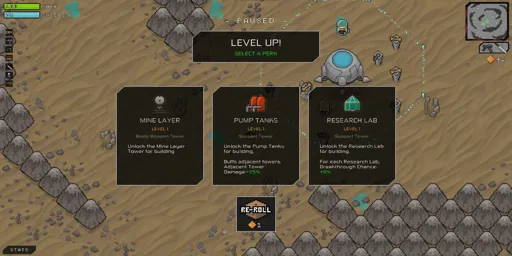 - PAUSED -
LEVEL UP!
SELECT A PERK
MINE LAYER
LEVEL 1
Unlock the Mine Layer
Tower for building.
PUMP TANKS
LEVEL 1
Support Tower
Unlock the Pump Tanks
for building.
Buffs adjacent towers.
Adjacent Tower
Damage: +25%
RESEARCH LAB
LEVEL 1
Support Tower
Unlock the Research Lab
for building.
For each Research Lab,
Breakthrough Chance:
RE-ROLL
1
STATS